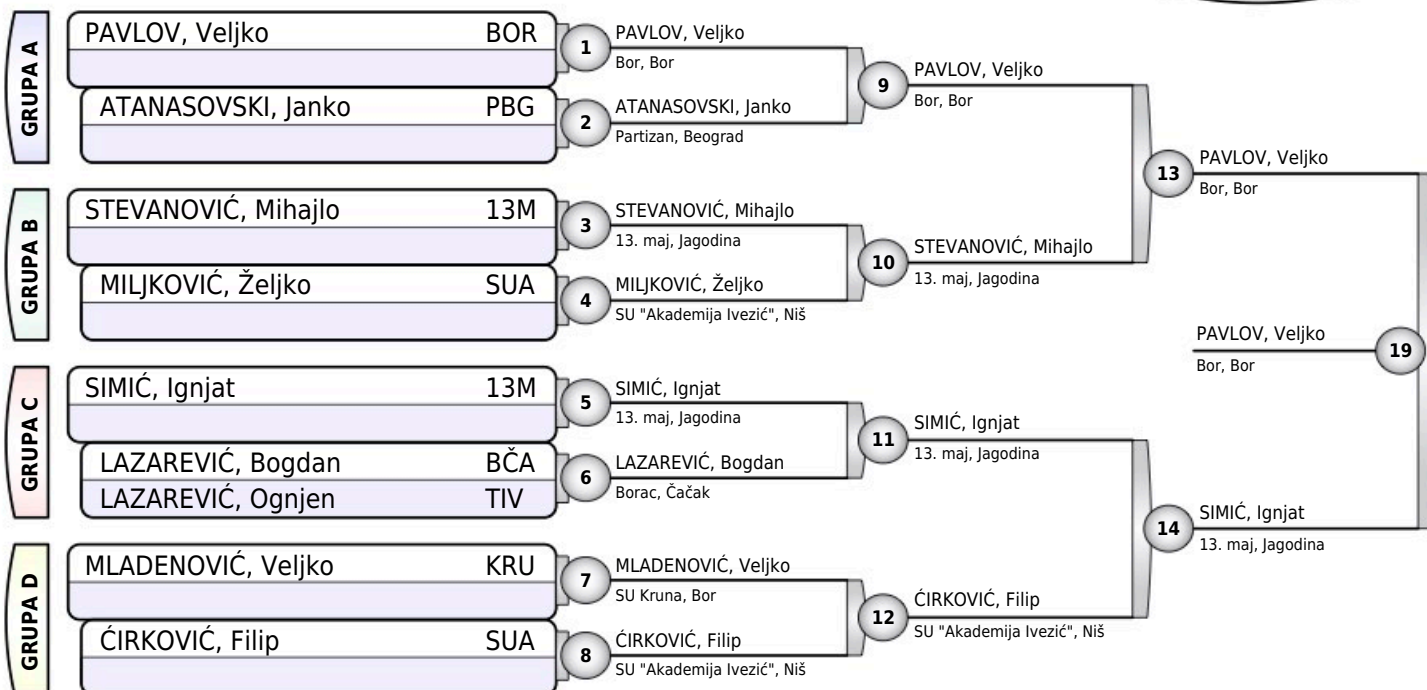 GRUPA A
PAVLOV, Veljko BOR
ATANASOVSKI, Janko PBG
GRUPA B
STEVANOVIĆ, Mihajlo 13M
MILJKOVIĆ, Željko SUA
GRUPA C
SIMIĆ, Ignjat 13M
LAZAREVIĆ, Bogdan BČA
LAZAREVIĆ, Ognjen TIV
GRUPA D
MLADENOVIĆ, Veljko KRU
ĆIRKOVIĆ, Filip SUA
1 PAVLOV, Veljko
Bor, Bor
2 ATANASOVSKI, Janko
Partizan, Beograd
3 STEVANOVIĆ, Mihajlo
13. maj, Jagodina
4 MILJKOVIĆ, Željko
SU "Akademija Ivezić", Niš
5 SIMIĆ, Ignjat
13. maj, Jagodina
6 LAZAREVIĆ, Bogdan
Borac, Čačak
7 MLADENOVIĆ, Veljko
SU Kruna, Bor
8 ĆIRKOVIĆ, Filip
SU "Akademija Ivezić", Niš
9 PAVLOV, Veljko
Bor, Bor
10 STEVANOVIĆ, Mihajlo
13. maj, Jagodina
11 SIMIĆ, Ignjat
13. maj, Jagodina
12 ĆIRKOVIĆ, Filip
SU "Akademija Ivezić", Niš
13 PAVLOV, Veljko
Bor, Bor
14 SIMIĆ, Ignjat
13. maj, Jagodina
PAVLOV, Veljko 19
Bor, Bor